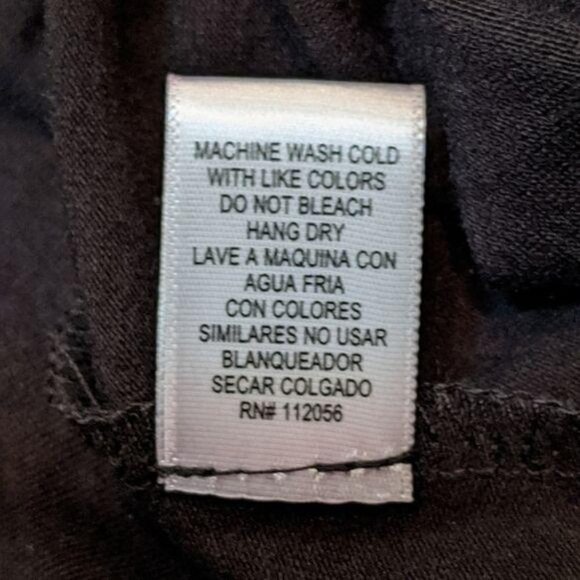 MACHINE WASH COLD
WITH LIKE COLORS
DO NOT BLEACH
HANG DRY
LAVE A MAQUINA CON
AGUA FRIA
CON COLORES
SIMILARES NO USAR
BLANQUEADOR
SECAR COLGADO
RN# 112056